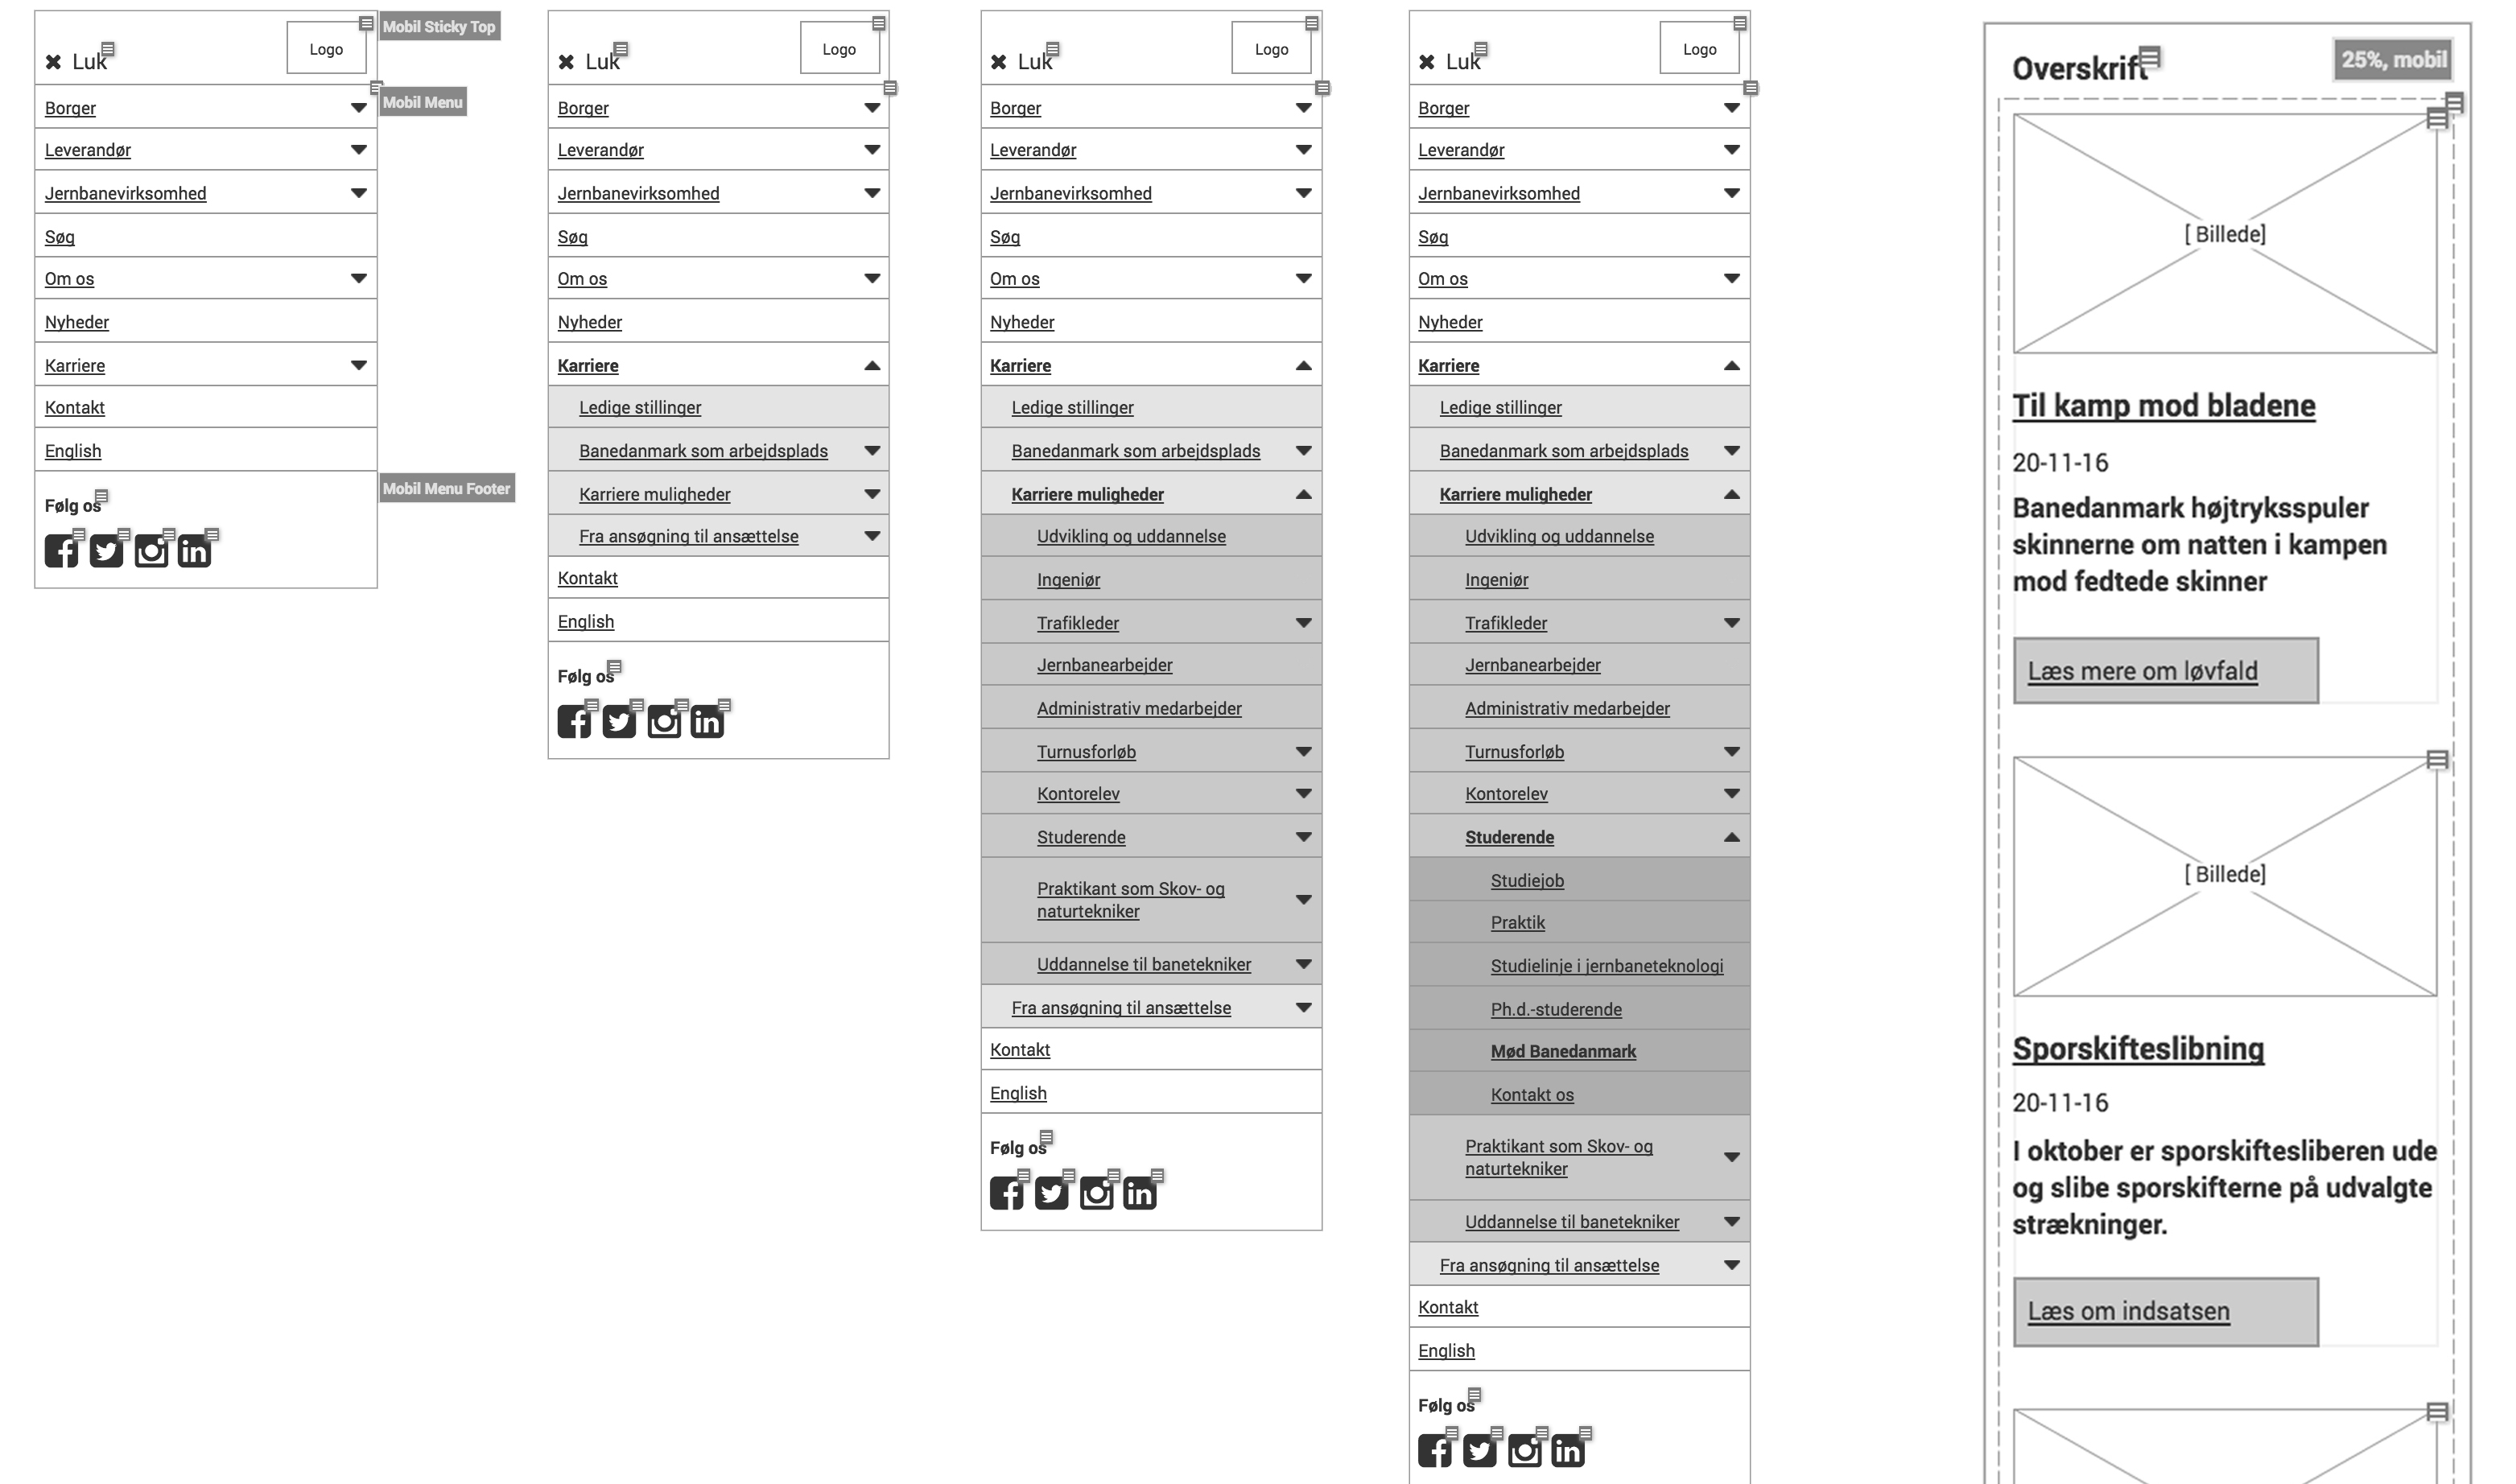 Luk
Logo
Mobil Sticky Top
Mobil Menu
Borger
Leverandør
Jernbanevirksomhed
Søg
Om os
Nyheder
Karriere
Kontakt
English
Mobil Menu Footer
Følg os
Luk
Logo
Borger
Leverandør
Jernbanevirksomhed
Søg
Om os
Nyheder
Karriere
Ledige stillinger
Banedanmark som arbejdsplads
Karriere muligheder
Fra ansøgning til ansættelse
Kontakt
English
Følg os
Luk
Logo
Borger
Leverandør
Jernbanevirksomhed
Søg
Om os
Nyheder
Karriere
Ledige stillinger
Banedanmark som arbejdsplads
Karriere muligheder
Udvikling og uddannelse
Ingeniør
Trafikleder
Jernbanearbejder
Administrativ medarbejder
Turnusforløb
Kontorelev
Studerende
Praktikant som Skov- og
naturtekniker
Uddannelse til banetekniker
Fra ansøgning til ansættelse
Kontakt
English
Følg os
Luk
Logo
Borger
Leverandør
Jernbanevirksomhed
Søg
Om os
Nyheder
Karriere
Ledige stillinger
Banedanmark som arbejdsplads
Karriere muligheder
Udvikling og uddannelse
Ingeniør
Trafikleder
Jernbanearbejder
Administrativ medarbejder
Turnusforløb
Kontorelev
Studerende
Studiejob
Praktik
Studielinje i jernbaneteknologi
Ph.d.-studerende
Mød Banedanmark
Kontakt os
Praktikant som Skov- og
naturtekniker
Uddannelse til banetekniker
Fra ansøgning til ansættelse
Kontakt
English
Følg os
Overskrift
25%, mobil
[ Billede]
Til kamp mod bladene
20-11-16
Banedanmark højtryksspuler
skinnerne om natten i kampen
mod fedtede skinner
Læs mere om løvfald
[ Billede]
Sporskifteslibning
20-11-16
I oktober er sporskiftesliberen ude
og slibe sporskifterne på udvalgte
strækninger.
Læs om indsatsen